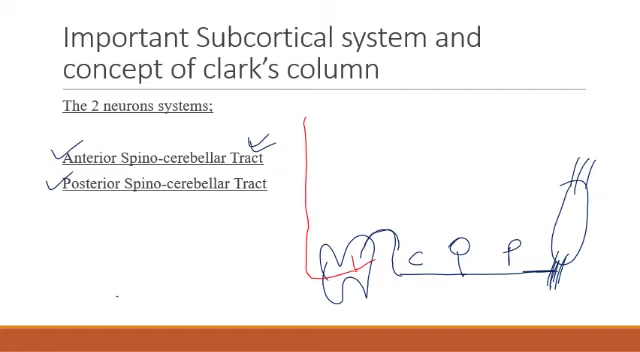 Important Subcortical system and
concept of clark's column
The 2 neurons systems;
Anterior Spino-cerebellar Tract
Posterior Spino-cerebellar Tract
C P